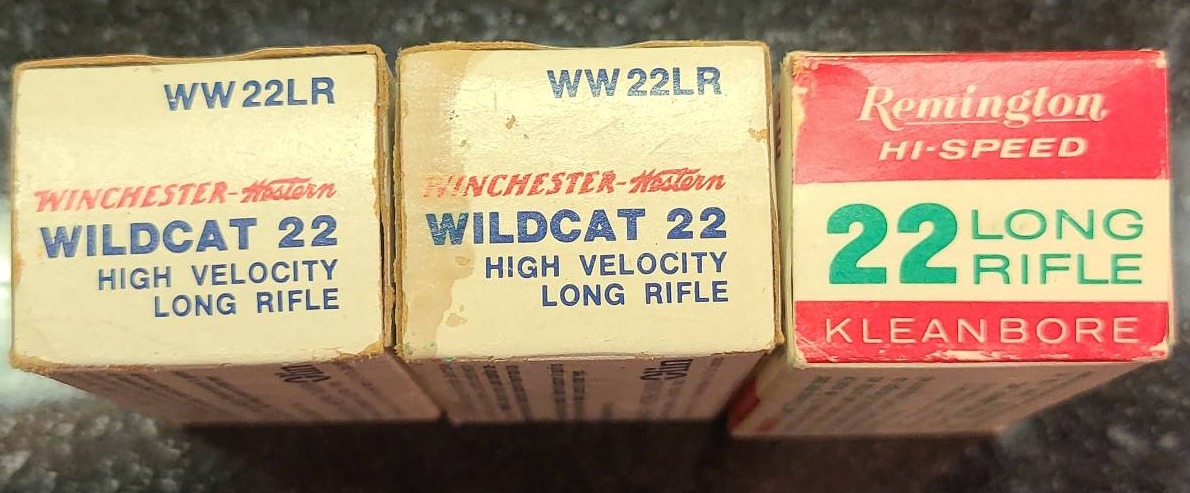 WW22LR
WINCHESTER-Western
WILDCAT 22
HIGH VELOCITY
LONG RIFLE
WW22LR
WINCHESTER-Western
WILDCAT 22
HIGH VELOCITY
LONG RIFLE
Remington
HI-SPEED
22 LONG
RIFLE
KLEANBORE